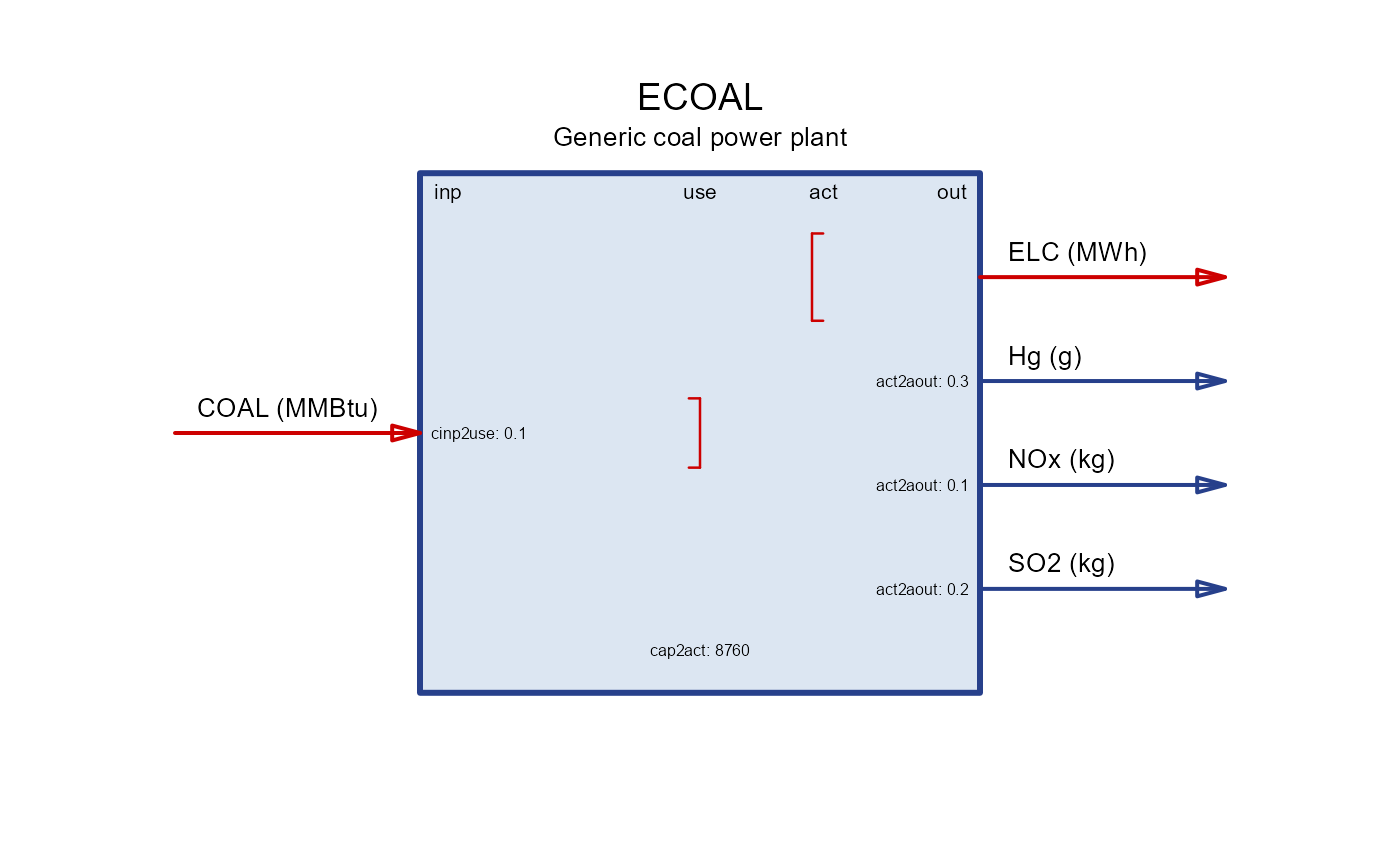 ECOAL
Generic coal power plant
inp use act out
ELC (MWh)
Hg (g)
act2aout: 0.3
COAL (MMBtu)
cinp2use: 0.1
NOx (kg)
act2aout: 0.1
SO2 (kg)
act2aout: 0.2
cap2act: 8760